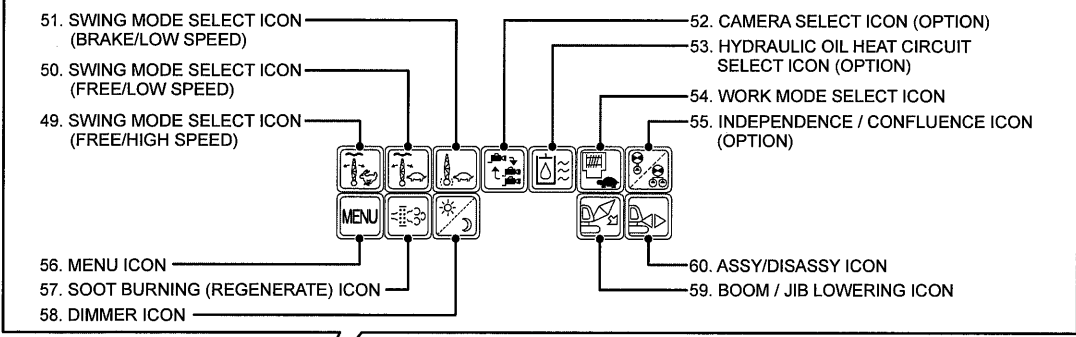 51. SWING MODE SELECT ICON
(BRAKE/LOW SPEED)
50. SWING MODE SELECT ICON
(FREE/LOW SPEED)
49. SWING MODE SELECT ICON
(FREE/HIGH SPEED)
52. CAMERA SELECT ICON (OPTION)
53. HYDRAULIC OIL HEAT CIRCUIT
SELECT ICON (OPTION)
54. WORK MODE SELECT ICON
55. INDEPENDENCE / CONFLUENCE ICON
(OPTION)
MENU
56. MENU ICON
57. SOOT BURNING (REGENERATE) ICON
58. DIMMER ICON
60. ASSY/DISASSY ICON
59. BOOM / JIB LOWERING ICON